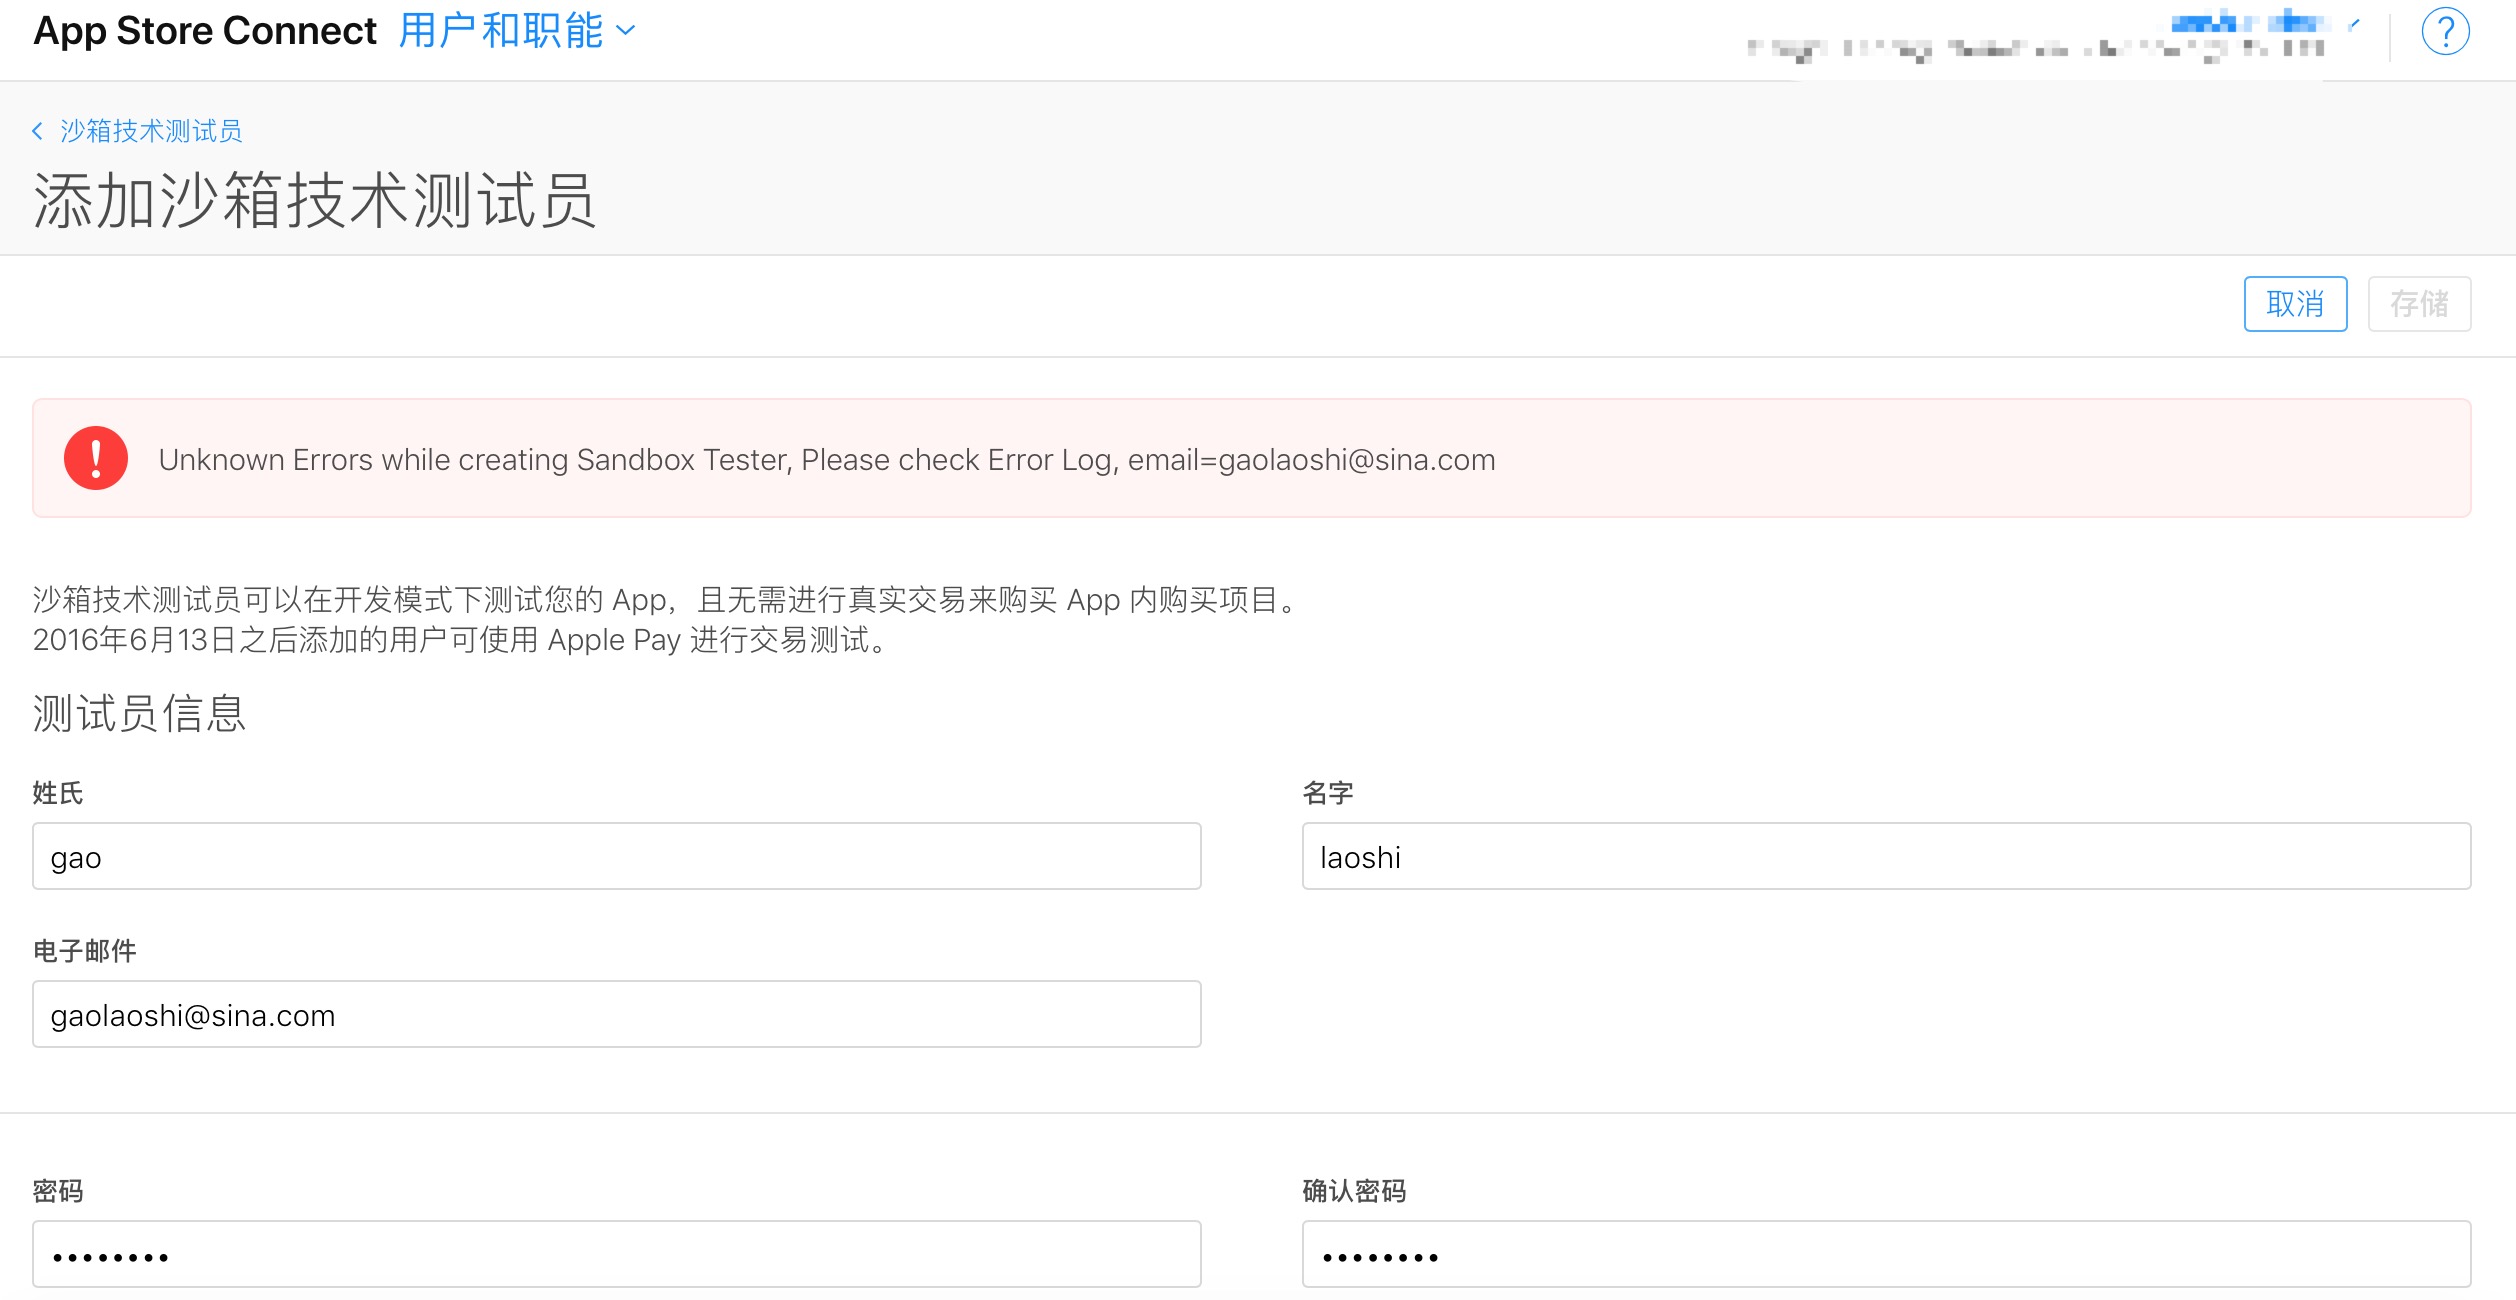 App Store Connect 用户和职能
?
沙箱技术测试员
添加沙箱技术测试员
取消 存储
Unknown Errors while creating Sandbox Tester, Please check Error Log, email=gaolaoshi@sina.com
沙箱技术测试员可以在开发模式下测试您的 App，且无需进行真实交易来购买 App 内购买项目。
2016年6月13日之后添加的用户可使用 Apple Pay 进行交易测试。
测试员信息
姓氏 名字
gao laoshi
电子邮件
gaolaoshi@sina.com
密码 确认密码
•••••••• ••••••••